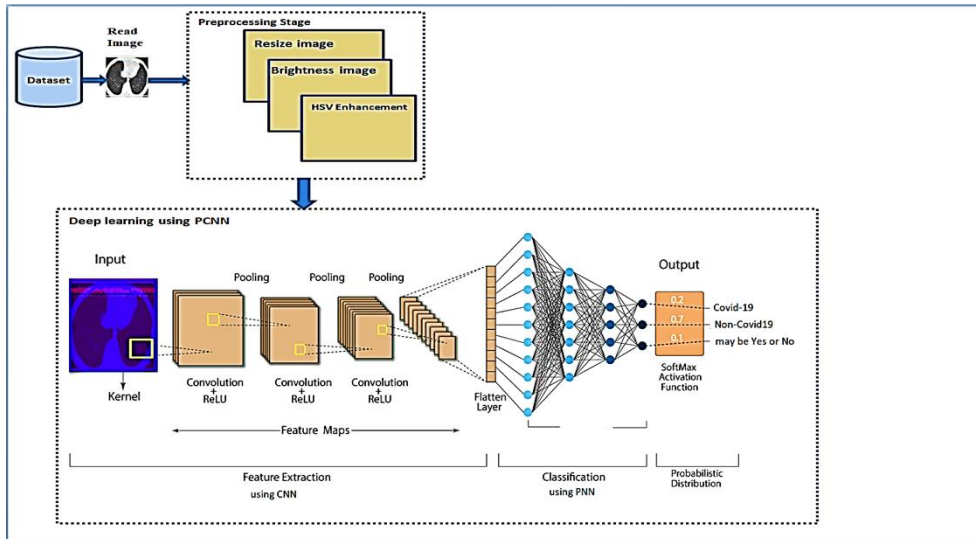 Preprocessing Stage
Read
Image
Resize image
Dataset
Brightness image
HSV Enhancement
Deep learning using PCNN
Input
Output
Pooling
Pooling
Pooling
0.2
Covid-19
0.7
Non-Covid19
0.1
may be Yes or No
Kernel
Convolution
+
ReLU
Convolution
+
ReLU
Convolution
+
ReLU
Flatten
Layer
SoftMax
Activation
Function
Feature Maps
Feature Extraction
using CNN
Classification
using PNN
Probabilistic
Distribution